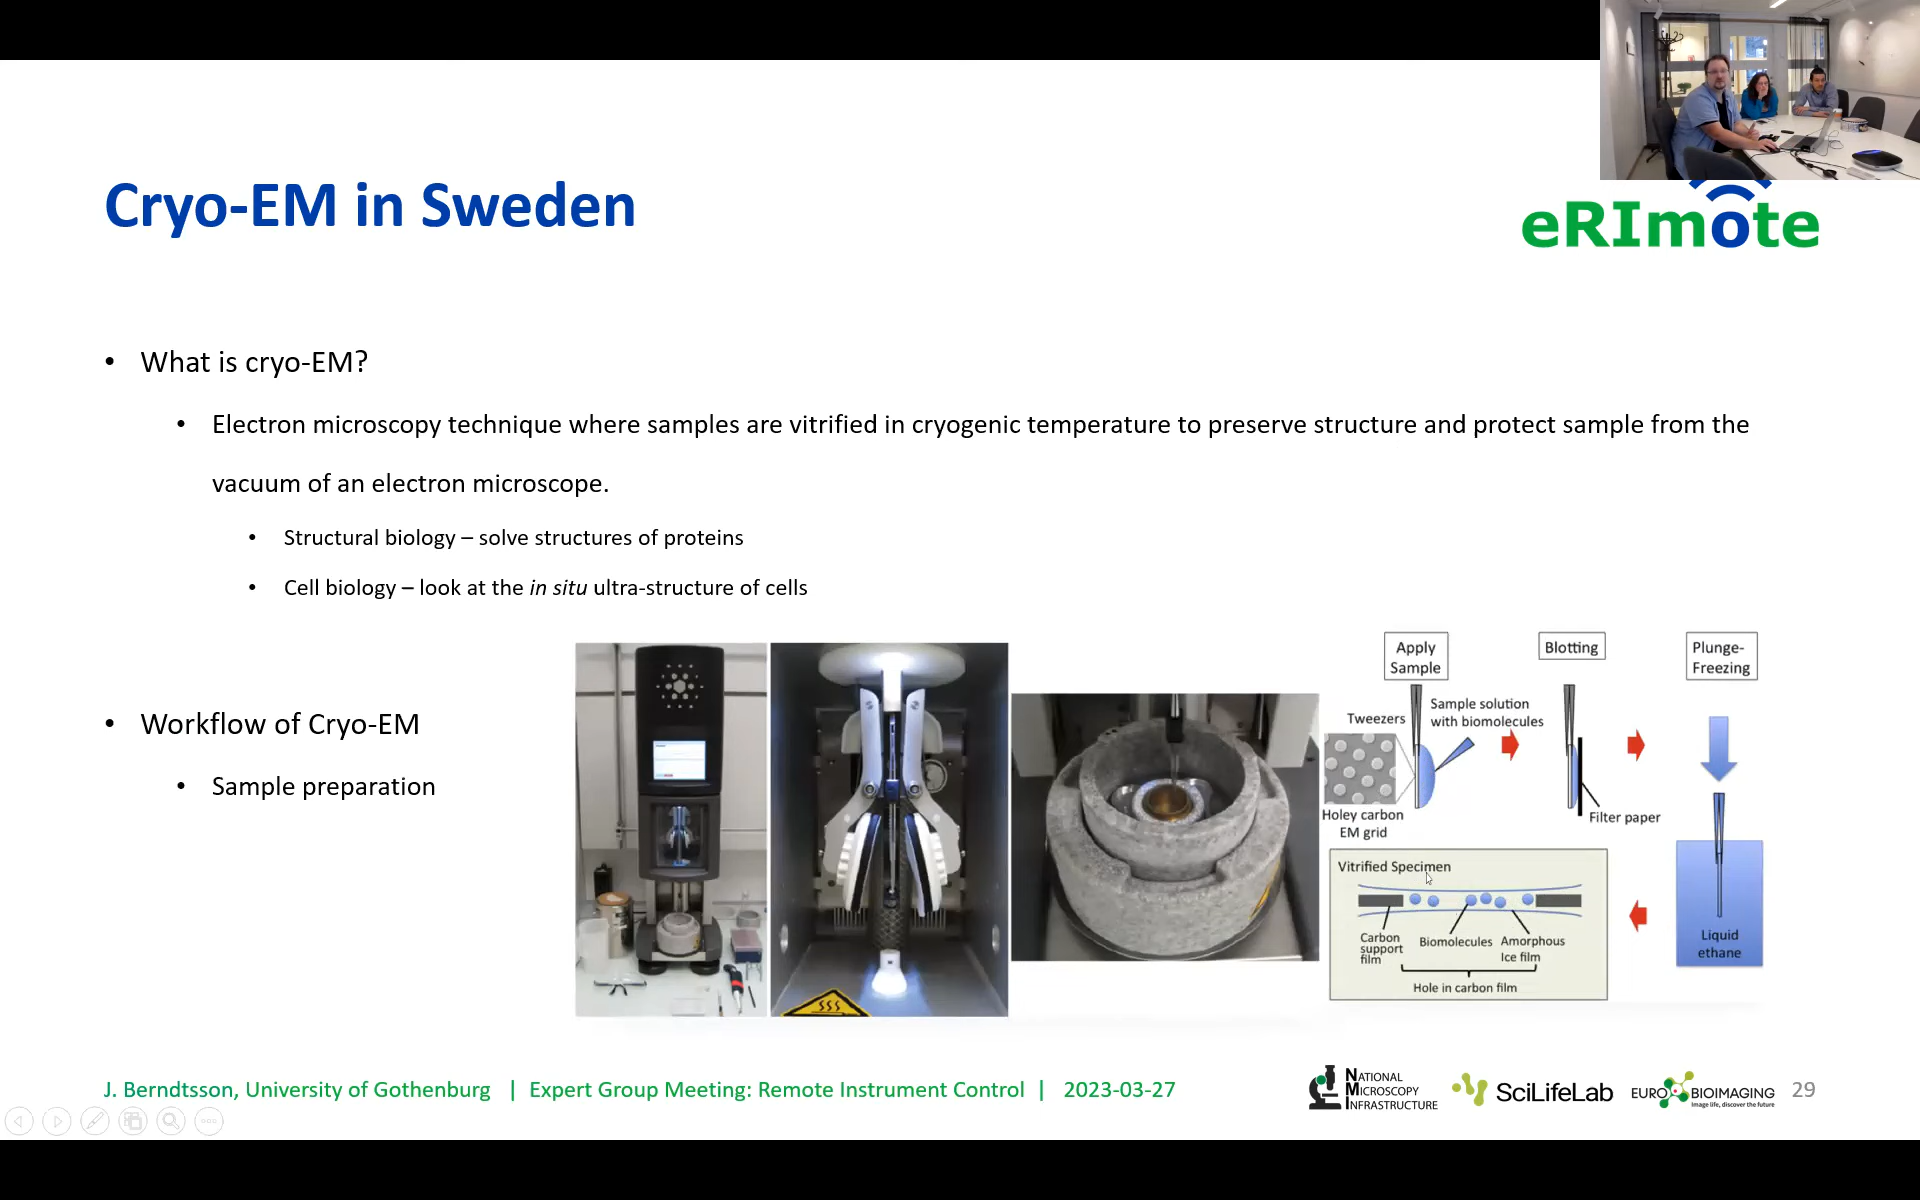 Cryo-EM in Sweden
eRImote
• What is cryo-EM?
• Electron microscopy technique where samples are vitrified in cryogenic temperature to preserve structure and protect sample from the
vacuum of an electron microscope.
• Structural biology – solve structures of proteins
• Cell biology – look at the in situ ultra-structure of cells
• Workflow of Cryo-EM
• Sample preparation
Apply
Sample
Blotting
Plunge-
Freezing
Tweezers
Sample solution
with biomolecules
Holey carbon
EM grid
Filter paper
Vitrified Specimen
Carbon
support
film
Biomolecules
Amorphous
Ice film
Hole in carbon film
Liquid
ethane
J. Berndtsson, University of Gothenburg | Expert Group Meeting: Remote Instrument Control | 2023-03-27
NATIONAL
MICROSCOPY
INFRASTRUCTURE
SciLifeLab
EURO BIOIMAGING
Image life, discover the future
29